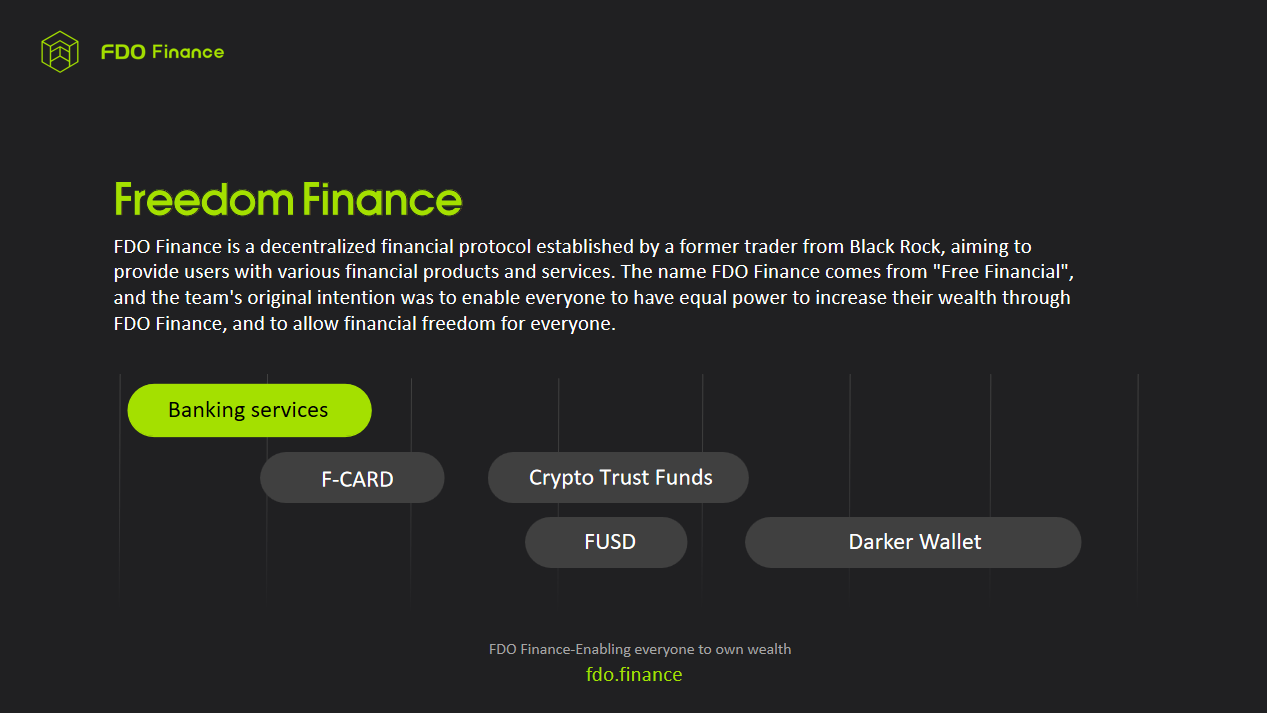 FDO Finance
Freedom Finance
FDO Finance is a decentralized financial protocol established by a former trader from Black Rock, aiming to
provide users with various financial products and services. The name FDO Finance comes from "Free Financial",
and the team's original intention was to enable everyone to have equal power to increase their wealth through
FDO Finance, and to allow financial freedom for everyone.
Banking services
F-CARD
Crypto Trust Funds
FUSD
Darker Wallet
FDO Finance-Enabling everyone to own wealth
fdo.finance